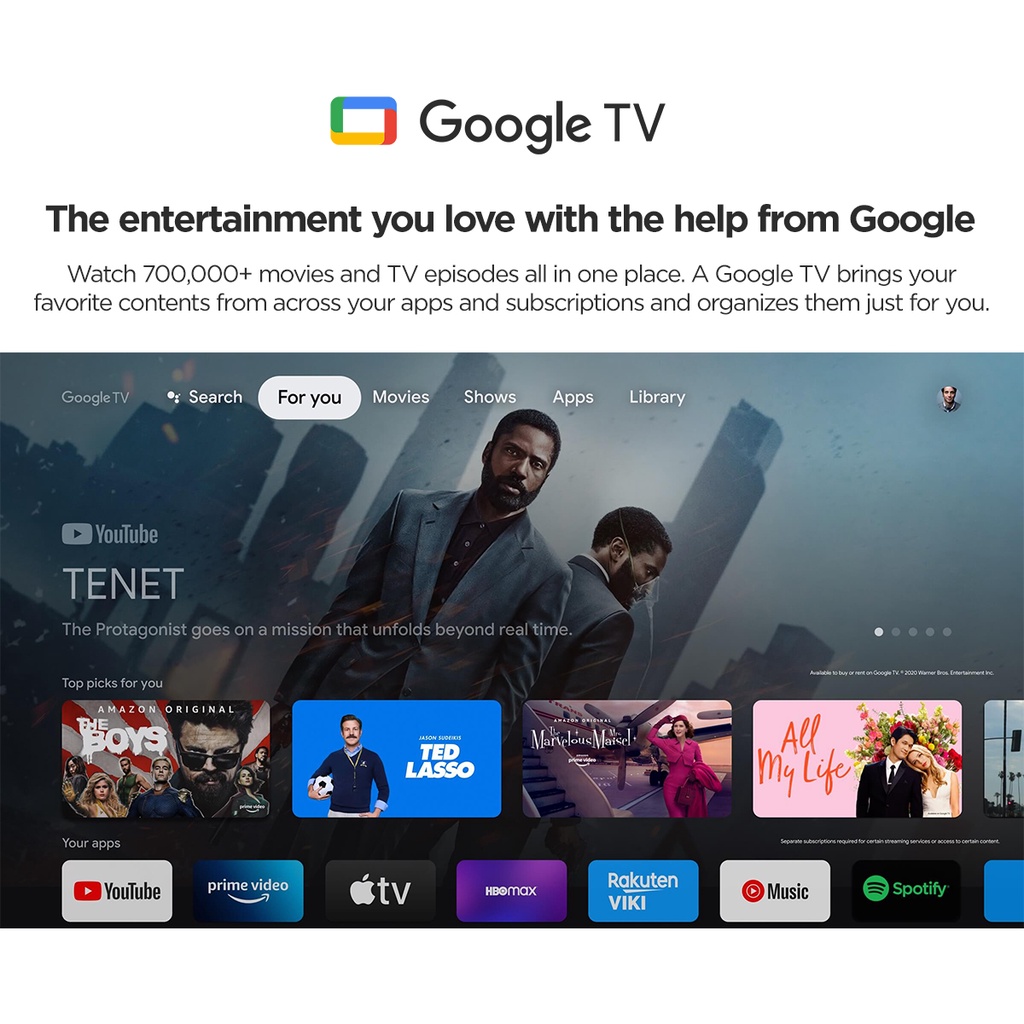 Google TV
The entertainment you love with the help from Google
Watch 700,000+ movies and TV episodes all in one place. A Google TV brings your
favorite contents from across your apps and subscriptions and organizes them just for you.
Google TV Search For you Movies Shows Apps Library
YouTube
TENET
The Protagonist goes on a mission that unfolds beyond real time.
Available to buy or rent on Google TV. © 2020 Warner Bros. Entertainment Inc.
Top picks for you
AMAZON ORIGINAL
THE
BOYS
prime video
JASON SUDEIKIS
TED
LASSO
AMAZON ORIGINAL
The Marvelous Mrs. Maisel
prime video
All
My Life
Your apps
Separate subscriptions required for certain streaming services or access to certain content.
YouTube prime video tv HBOmax Rakuten VIKI Music Spotify